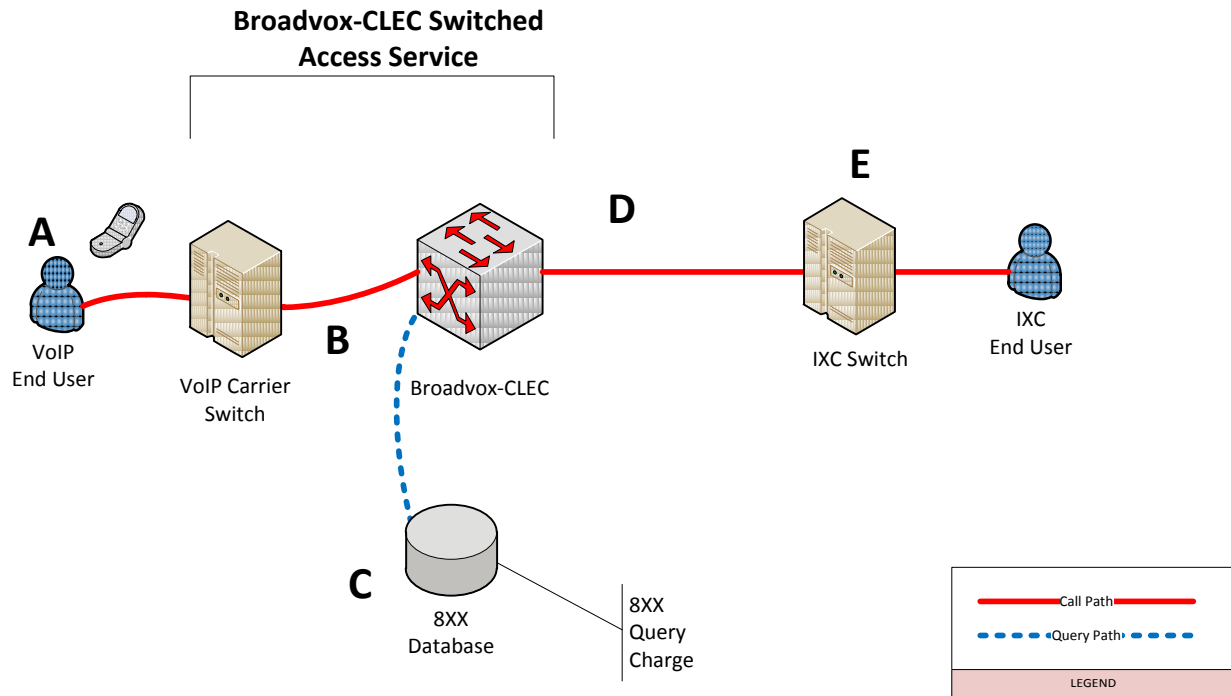 Broadvox-CLEC Switched
Access Service
A
VoIP
End User
VoIP Carrier
Switch
B
Broadvox-CLEC
D
E
IXC Switch
IXC
End User
C
8XX
Database
8XX
Query
Charge
Call Path
Query Path
LEGEND